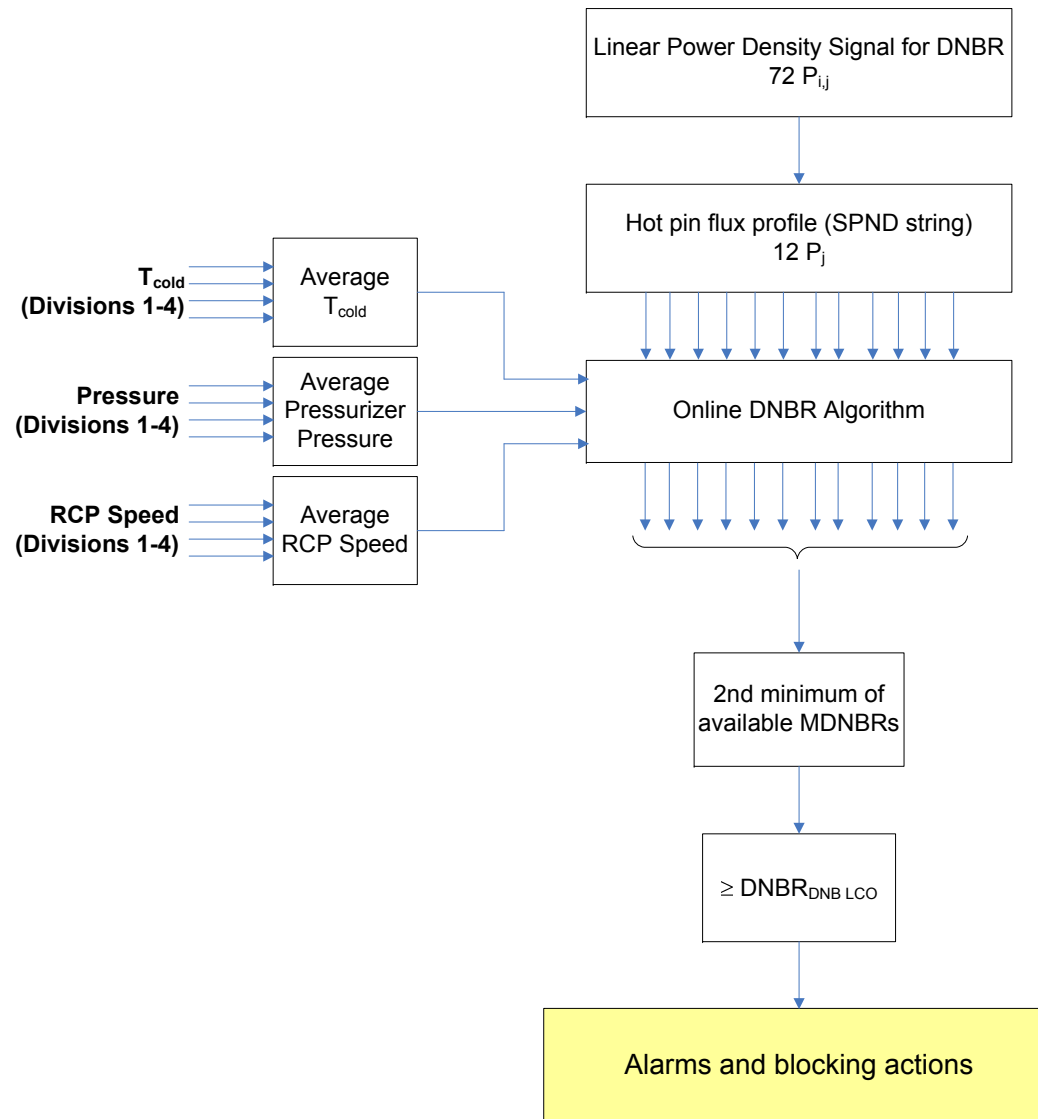 Linear Power Density Signal for DNBR
72 Pi,j
Hot pin flux profile (SPND string)
12 Pj
Tcold
(Divisions 1-4)
Average
Tcold
Pressure
(Divisions 1-4)
Average
Pressurizer
Pressure
Online DNBR Algorithm
RCP Speed
(Divisions 1-4)
Average
RCP Speed
2nd minimum of
available MDNBRs
≥ DNBRDNB LCO
Alarms and blocking actions